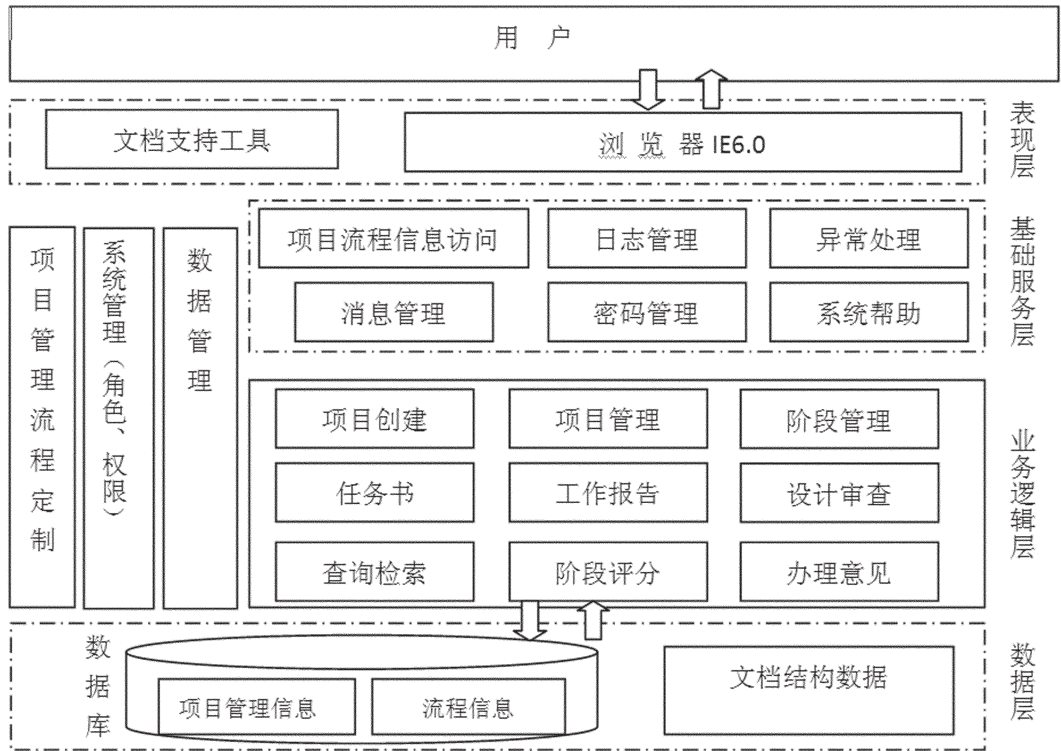 用 户
文档支持工具
浏 览 器 IE6.0
表现层
项目管理流程定制
系统管理（角色、权限）
数据管理
项目流程信息访问
日志管理
异常处理
消息管理
密码管理
系统帮助
基础服务层
项目创建
项目管理
阶段管理
任务书
工作报告
设计审查
查询检索
阶段评分
办理意见
业务逻辑层
数据库
项目管理信息
流程信息
文档结构数据
数据层